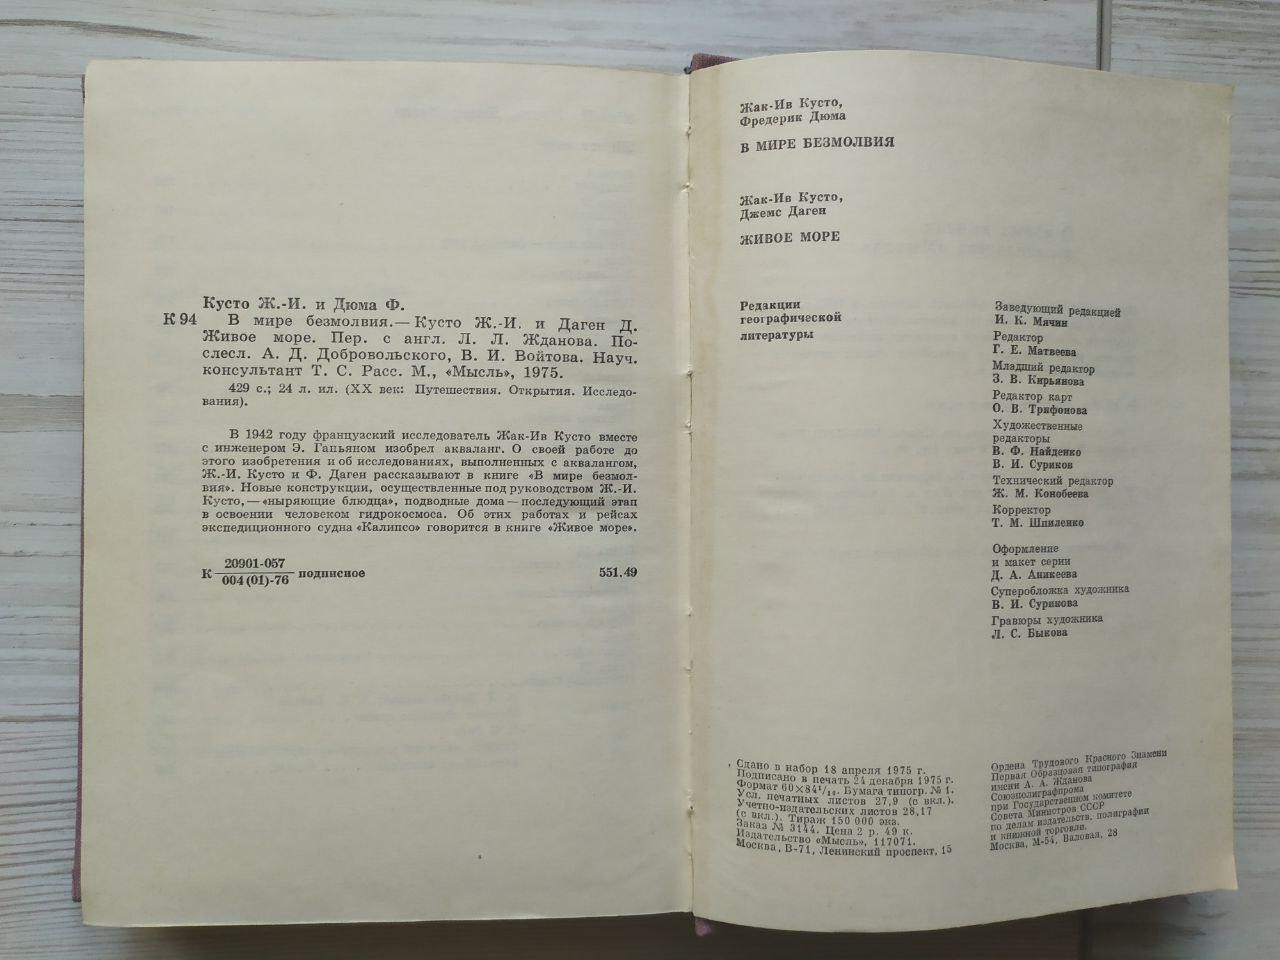 Кусто Ж.-И. и Дюма Ф.
К 94 В мире безмолвия.— Кусто Ж.-И. и Даген Д.
Живое море. Пер. с англ. Л. Л. Жданова. По-
слесл. А. Д. Добровольского, В. И. Войтова. Науч.
консультант Т. С. Расс. М., «Мысль», 1975.
429 с.; 24 л. ил. (XX век: Путешествия. Открытия. Исследо-
вания).
В 1942 году французский исследователь Жак-Ив Кусто вместе
с инженером Э. Ганьяном изобрел акваланг. О своей работе до
этого изобретения и об исследованиях, выполненных с аквалангом,
Ж.-И. Кусто и Ф. Даген рассказывают в книге «В мире безмол-
вия». Новые конструкции, осуществленные под руководством Ж.-И.
Кусто,— «ныряющие блюдца», подводные дома — последующий этап
в освоении человеком гидрокосмоса. Об этих работах и рейсах
экспедиционного судна «Калипсо» говорится в книге «Живое море».
20901-057
К подписное 551.49
004(01)-76
Жак-Ив Кусто,
Фредерик Дюма
В МИРЕ БЕЗМОЛВИЯ
Жак-Ив Кусто,
Джемс Даген
ЖИВОЕ МОРЕ
Редакции
географической
литературы
Заведующий редакцией
И. К. Мячин
Редактор
Г. Е. Матвеева
Младший редактор
З. В. Кирьянова
Редактор карт
О. В. Трифонова
Художественные
редакторы
В. Ф. Найденко
В. И. Суриков
Технический редактор
Ж. М. Конобеева
Корректор
Т. М. Шпиленко
Оформление
и макет серии
Д. А. Аникеева
Суперобложка художника
В. И. Сурикова
Гравюры художника
Л. С. Быкова
Сдано в набор 18 апреля 1975 г.
Подписано в печать 24 декабря 1975 г.
Формат 60×84¹/₁₆. Бумага типогр. № 1.
Усл. печатных листов 27,9 (с вкл.).
Учетно-издательских листов 28,17
(с вкл.). Тираж 150 000 экз.
Заказ № 3144. Цена 2 р. 49 к.
Издательство «Мысль», 117071.
Москва, В-71, Ленинский проспект, 15
Ордена Трудового Красного Знамени
Первая Образцовая типография
имени А. А. Жданова
Союзполиграфпрома
при Государственном комитете
Совета Министров СССР
по делам издательств, полиграфии
и книжной торговли.
Москва, М-54, Валовая, 28